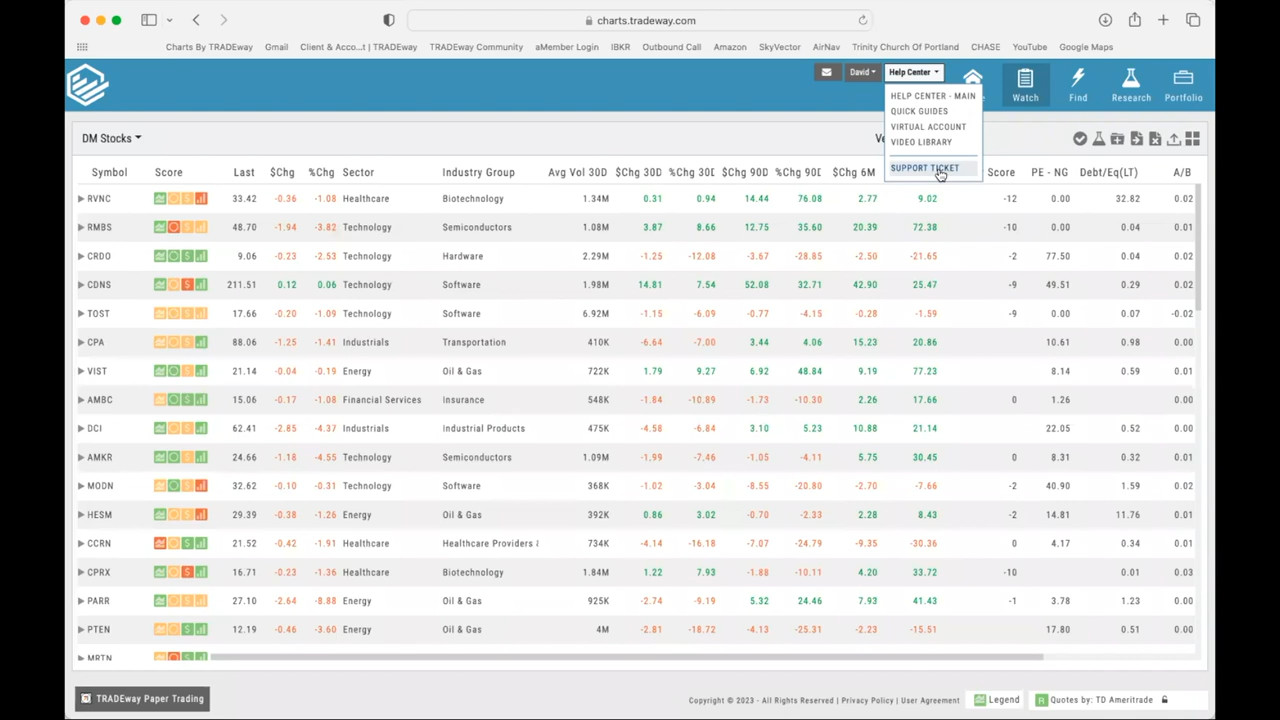 charts.tradeway.com
Charts By TRADEway Gmail Client & Acco...t | TRADEway TRADEway Community aMember Login IBKR Outbound Call Amazon SkyVector AirNav Trinity Church Of Portland CHASE YouTube Google Maps
David Help Center
Watch Find Research Portfolio
HELP CENTER - MAIN
QUICK GUIDES
VIRTUAL ACCOUNT
VIDEO LIBRARY
SUPPORT TICKET
DM Stocks
Symbol Score Last $Chg %Chg Sector Industry Group Avg Vol 30D $Chg 30D %Chg 30D $Chg 90D %Chg 90D $Chg 6M Score PE - NG Debt/Eq(LT) A/B
RVNC 33.42 -0.36 -1.08 Healthcare Biotechnology 1.34M 0.31 0.94 14.44 76.08 2.77 9.02 -12 0.00 32.82 0.02
RMBS 48.70 -1.94 -3.82 Technology Semiconductors 1.08M 3.87 8.66 12.75 35.60 20.39 72.38 -10 0.00 0.04 0.01
CRDO 9.06 -0.23 -2.53 Technology Hardware 2.29M -1.25 -12.08 -3.67 -28.85 -2.50 -21.65 -2 77.50 0.04 0.02
CDNS 211.51 0.12 0.06 Technology Software 1.98M 14.81 7.54 52.08 32.71 42.90 25.47 -9 49.51 0.29 0.02
TOST 17.66 -0.20 -1.09 Technology Software 6.92M -1.15 -6.09 -0.77 -4.15 -0.28 -1.59 -9 0.00 0.07 -0.02
CPA 88.06 -1.25 -1.41 Industrials Transportation 410K -6.64 -7.00 3.44 4.06 15.23 20.86 10.61 0.98 0.00
VIST 21.14 -0.04 -0.19 Energy Oil & Gas 722K 1.79 9.27 6.92 48.84 9.19 77.23 8.14 0.59 0.01
AMBC 15.06 -0.17 -1.08 Financial Services Insurance 548K -1.84 -10.89 -1.73 -10.30 2.26 17.66 0 1.26 0.00
DCI 62.41 -2.85 -4.37 Industrials Industrial Products 475K -4.58 -6.84 3.10 5.23 10.88 21.14 22.05 0.52 0.00
AMKR 24.66 -1.18 -4.55 Technology Semiconductors 1.09M -1.99 -7.46 -1.05 -4.11 5.75 30.45 0 8.31 0.32 0.01
MODN 32.62 -0.10 -0.31 Technology Software 368K -1.02 -3.04 -8.55 -20.80 -2.70 -7.66 -2 40.90 1.59 0.02
HESM 29.39 -0.38 -1.26 Energy Oil & Gas 392K 0.86 3.02 -0.70 -2.33 2.28 8.43 -2 14.81 11.76 0.01
CCRN 21.52 -0.42 -1.91 Healthcare Healthcare Providers 734K -4.14 -16.18 -7.07 -24.79 -9.35 -30.36 0 4.17 0.34 0.01
CPRX 16.71 -0.23 -1.36 Healthcare Biotechnology 1.84M 1.22 7.93 -1.88 -10.11 4.20 33.72 -10 0.01 0.03
PARR 27.10 -2.64 -8.88 Energy Oil & Gas 925K -2.74 -9.19 5.32 24.46 7.93 41.43 -1 3.78 1.23 0.00
PTEN 12.19 -0.46 -3.60 Energy Oil & Gas 4M -2.81 -18.72 -4.13 -25.31 -2.23 -15.51 17.80 0.51 0.00
MRTN
TRADEway Paper Trading Copyright © 2023 - All Rights Reserved | Privacy Policy | User Agreement Legend R Quotes by: TD Ameritrade